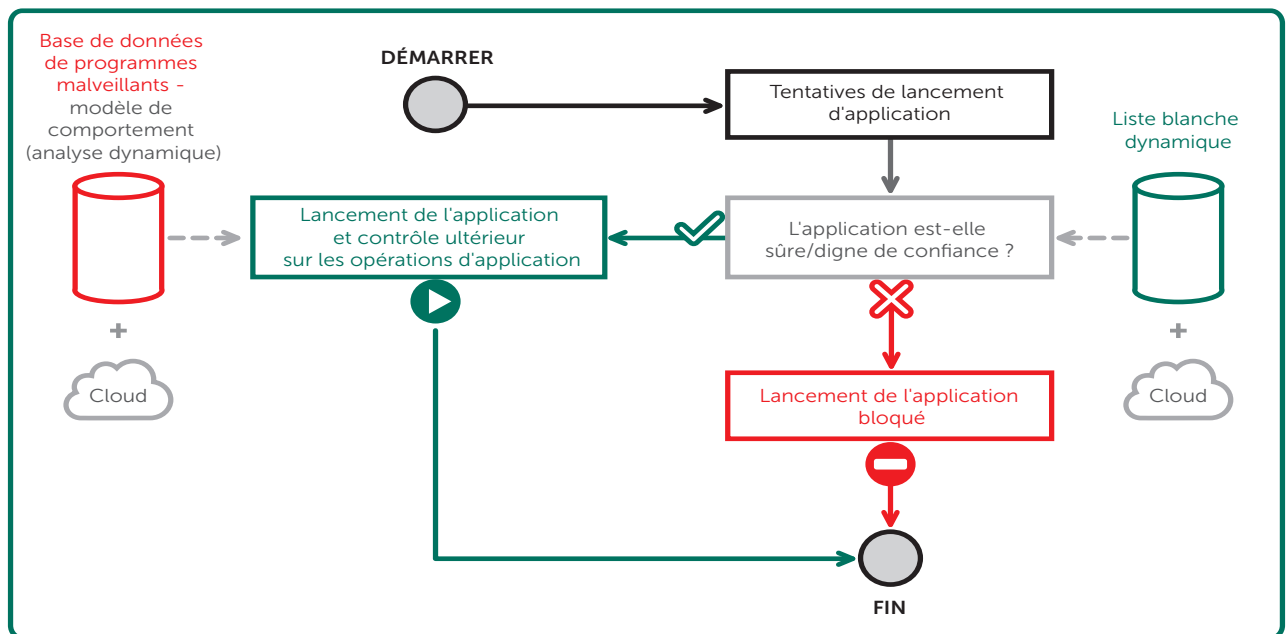 Base de données
de programmes
malveillants -
modèle de
comportement
(analyse dynamique)
+
Cloud
DÉMARRER
Tentatives de lancement
d'application
Liste blanche
dynamique
+
Cloud
L'application est-elle
sûre/digne de confiance ?
Lancement de l'application
et contrôle ultérieur
sur les opérations d'application
Lancement de l'application
bloqué
FIN